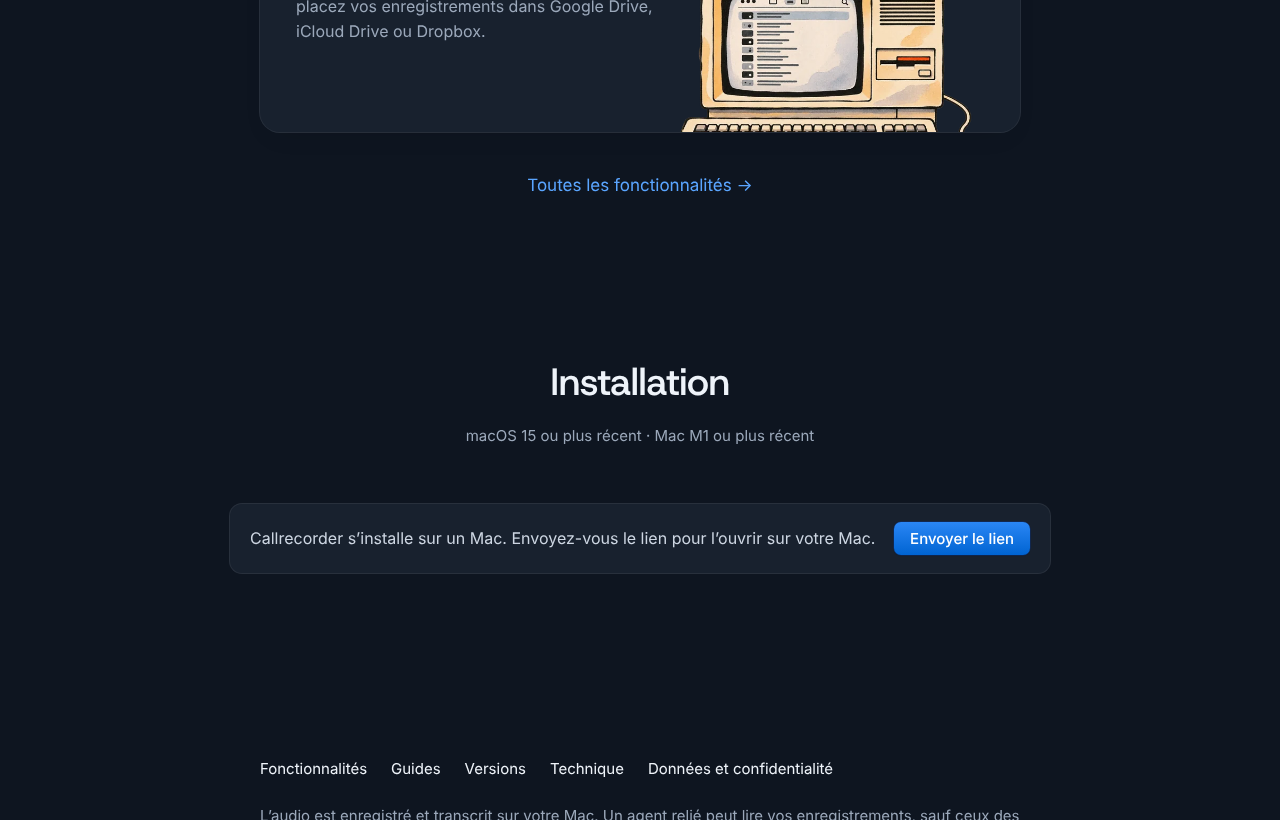 placez vos enregistrements dans Google Drive,
iCloud Drive ou Dropbox.
Toutes les fonctionnalités →
Installation
macOS 15 ou plus récent · Mac M1 ou plus récent
Callrecorder s’installe sur un Mac. Envoyez-vous le lien pour l’ouvrir sur votre Mac.
Envoyer le lien
Fonctionnalités Guides Versions Technique Données et confidentialité
L’audio est enregistré et transcrit sur votre Mac. Un agent relié peut lire vos enregistrements, sauf ceux des